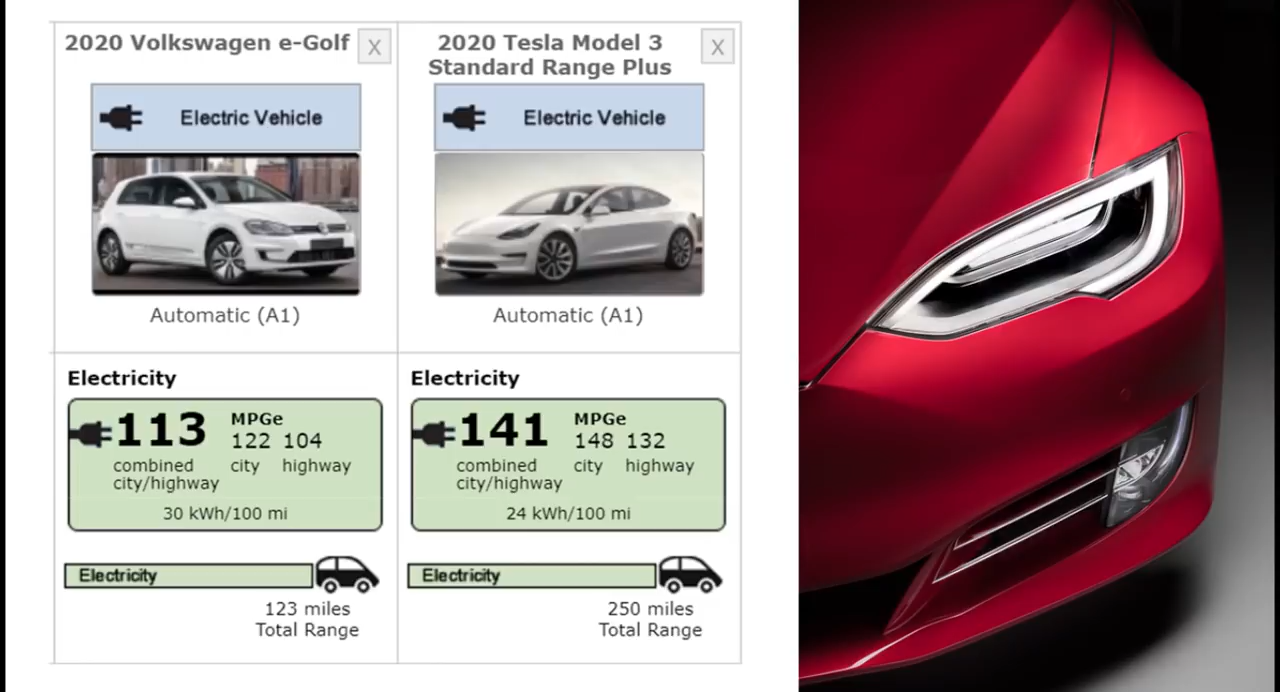 2020 Volkswagen e-Golf
X
Electric Vehicle
Automatic (A1)
Electricity
113
MPGe
122 104
combined city highway
city/highway
30 kWh/100 mi
Electricity
123 miles
Total Range
2020 Tesla Model 3
Standard Range Plus
X
Electric Vehicle
Automatic (A1)
Electricity
141
MPGe
148 132
combined city highway
city/highway
24 kWh/100 mi
Electricity
250 miles
Total Range